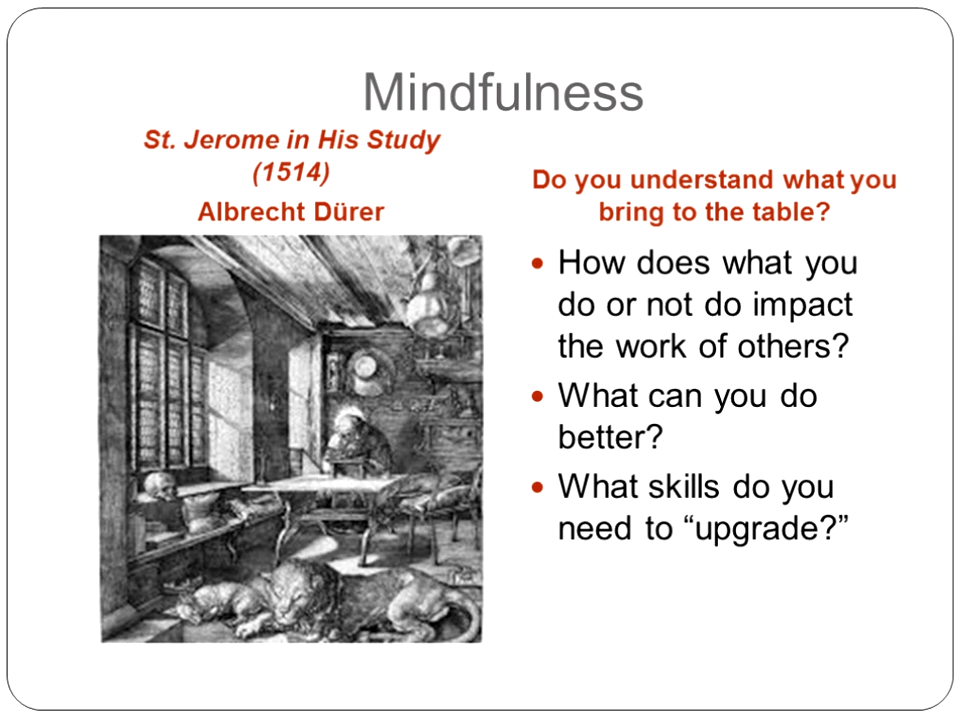 Mindfulness
St. Jerome in His Study
(1514)
Albrecht Dürer
Do you understand what you
bring to the table?
• How does what you
do or not do impact
the work of others?
• What can you do
better?
• What skills do you
need to “upgrade?”